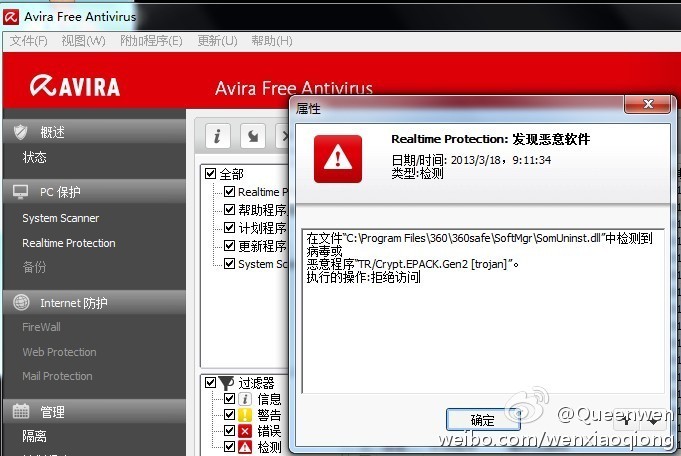 Avira Free Antivirus
文件(F) 视图(W) 附加程序(E) 更新(U) 帮助(H)
AVIRA
Avira Free Antivirus
概述
状态
PC 保护
System Scanner
Realtime Protection
备份
Internet 防护
FireWall
Web Protection
Mail Protection
管理
隔离
全部
Realtime P
帮助程序
计划程序
更新程序
System Sc
过滤器
信息
警告
错误
检测
属性
Realtime Protection: 发现恶意软件
日期/时间: 2013/3/18，9:11:34
类型:检测
在文件“C:\Program Files\360\360safe\SoftMgr\SomUninst.dll”中检测到
病毒或
恶意程序“TR/Crypt.EPACK.Gen2 [trojan]”。
执行的操作:拒绝访问
确定
@Queenwen
weibo.com/wenxiaoqiong